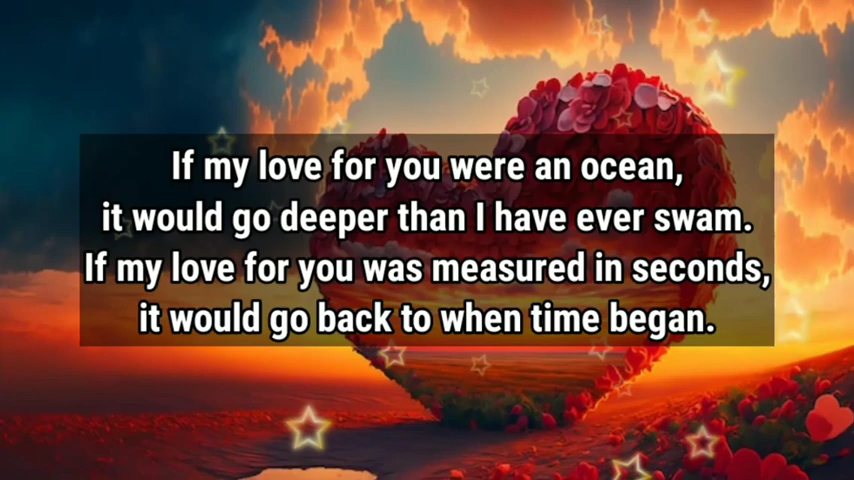 If my love for you were an ocean,
it would go deeper than I have ever swam.
If my love for you was measured in seconds,
it would go back to when time began.